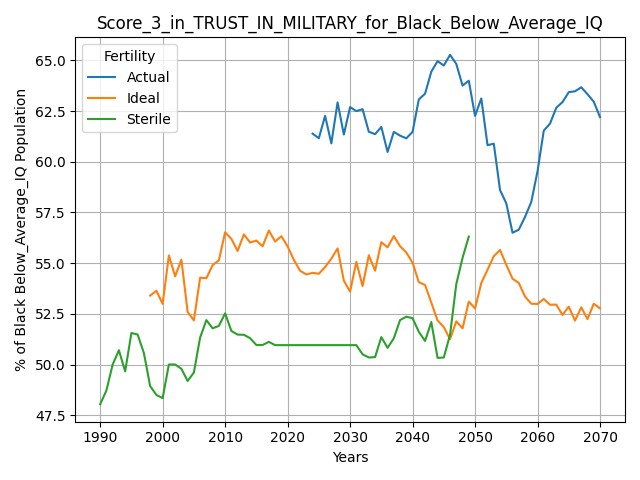 Score_3_in_TRUST_IN_MILITARY_for_Black_Below_Average_IQ
Fertility
Actual
Ideal
Sterile
% of Black Below_Average_IQ Population
65.0
62.5
60.0
57.5
55.0
52.5
50.0
47.5
1990 2000 2010 2020 2030 2040 2050 2060 2070
Years